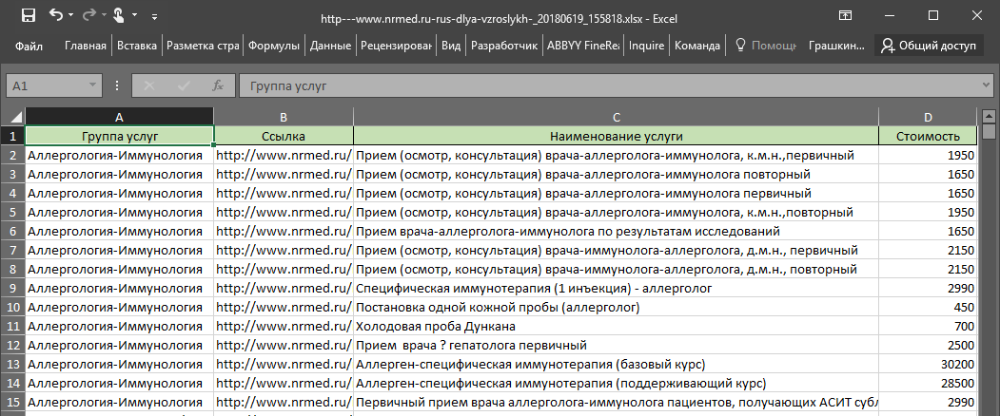 http---www.nrmed.ru-rus-dlya-vzroslykh-_20180619_155818.xlsx - Excel
Файл Главная Вставка Разметка стра Формулы Данные Рецензирован Вид Разработчик ABBYY FineRea Inquire Команда Помощь Грашкин... Общий доступ
A1 fx Группа услуг
A B C D
1 Группа услуг Ссылка Наименование услуги Стоимость
2 Аллергология-Иммунология http://www.nrmed.ru/ Прием (осмотр, консультация) врача-аллерголога-иммунолога, к.м.н.,первичный 1950
3 Аллергология-Иммунология http://www.nrmed.ru/ Прием (осмотр, консультация) врача-аллерголога-иммунолога повторный 1650
4 Аллергология-Иммунология http://www.nrmed.ru/ Прием (осмотр, консультация) врача-аллерголога-иммунолога первичный 1650
5 Аллергология-Иммунология http://www.nrmed.ru/ Прием (осмотр, консультация) врача-аллерголога-иммунолога, к.м.н.,повторный 1950
6 Аллергология-Иммунология http://www.nrmed.ru/ Прием врача-аллерголога-иммунолога по результатам исследований 1650
7 Аллергология-Иммунология http://www.nrmed.ru/ Прием (осмотр, консультация) врача-иммунолога-аллерголога, д.м.н., первичный 2150
8 Аллергология-Иммунология http://www.nrmed.ru/ Прием (осмотр, консультация) врача-аллерголога-иммунолога, д.м.н., повторный 2150
9 Аллергология-Иммунология http://www.nrmed.ru/ Специфическая иммунотерапия (1 инъекция) - аллерголог 2990
10 Аллергология-Иммунология http://www.nrmed.ru/ Постановка одной кожной пробы (аллерголог) 450
11 Аллергология-Иммунология http://www.nrmed.ru/ Холодовая проба Дункана 700
12 Аллергология-Иммунология http://www.nrmed.ru/ Прием врача ? гепатолога первичный 2500
13 Аллергология-Иммунология http://www.nrmed.ru/ Аллерген-специфическая иммунотерапия (базовый курс) 30200
14 Аллергология-Иммунология http://www.nrmed.ru/ Аллерген-специфическая иммунотерапия (поддерживающий курс) 28500
15 Аллергология-Иммунология http://www.nrmed.ru/ Первичный прием врача аллерголога-иммунолога пациентов, получающих АСИТ субл 2990